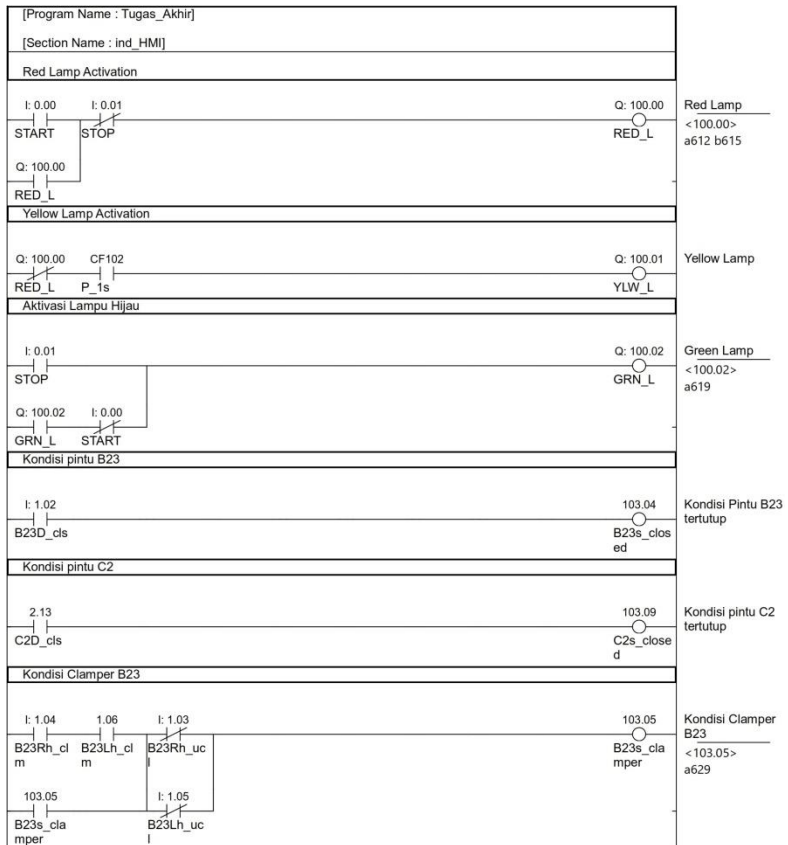 [Program Name : Tugas_Akhir]
[Section Name : ind_HMI]
Red Lamp Activation
I: 0.00 I: 0.01 Q: 100.00 Red Lamp
START STOP RED_L <100.00>
a612 b615
Q: 100.00
RED_L
Yellow Lamp Activation
Q: 100.00 CF102 Q: 100.01 Yellow Lamp
RED_L P_1s YLW_L
Aktivasi Lampu Hijau
I: 0.01 Q: 100.02 Green Lamp
STOP GRN_L <100.02>
a619
Q: 100.02 I: 0.00
GRN_L START
Kondisi pintu B23
I: 1.02 103.04 Kondisi Pintu B23
B23D_cls B23s_clos tertutup
ed
Kondisi pintu C2
2.13 103.09 Kondisi pintu C2
C2D_cls C2s_close tertutup
d
Kondisi Clamper B23
I: 1.04 1.06 I: 1.03 103.05 Kondisi Clamper
B23Rh_cl B23Lh_cl B23Rh_uc B23s_cla B23
m m l mper <103.05>
a629
103.05 I: 1.05
B23s_cla B23Lh_uc
mper l